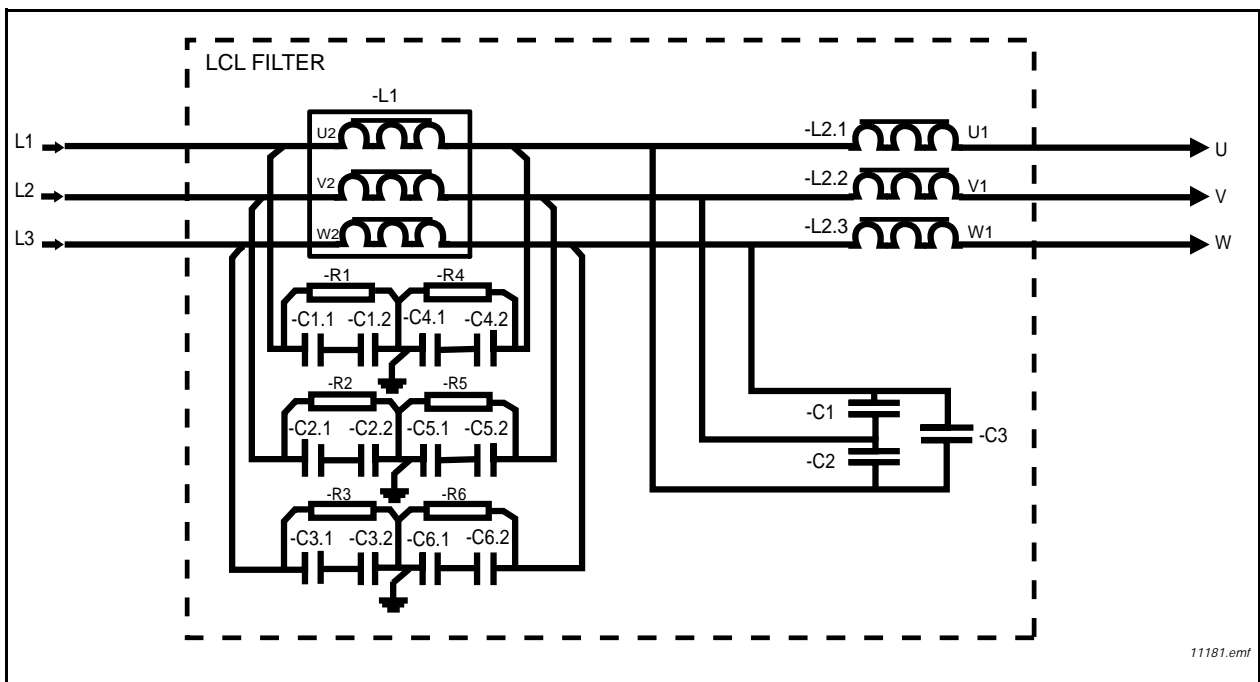 LCL FILTER
-L1
L1
U2
-L2.1
U1
U
L2
V2
-L2.2
V1
V
L3
W2
-L2.3
W1
W
-R1
-R4
-C1.1
-C1.2
-C4.1
-C4.2
-R2
-R5
-C2.1
-C2.2
-C5.1
-C5.2
-C1
-C3
-C2
-R3
-R6
-C3.1
-C3.2
-C6.1
-C6.2
11181.emf